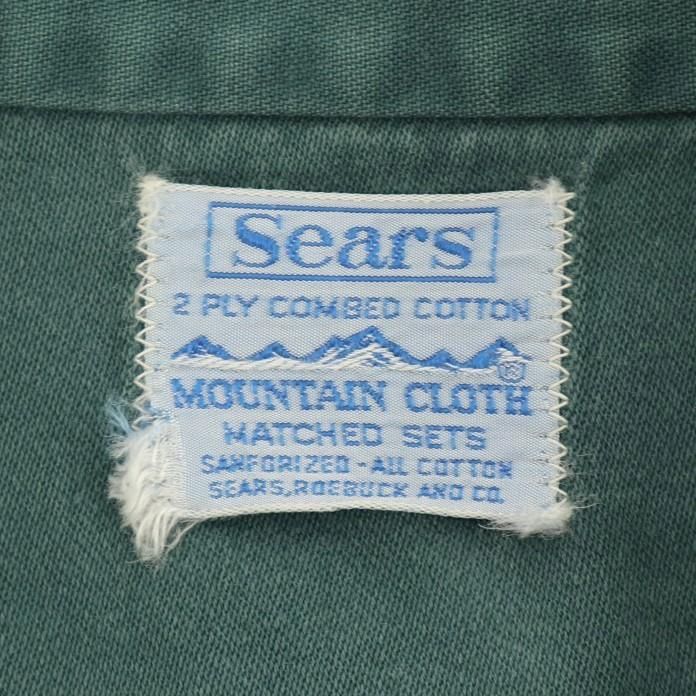 Sears
2 PLY COMBED COTTON
®
MOUNTAIN CLOTH
MATCHED SETS
SANFORIZED - ALL COTTON
SEARS, ROEBUCK AND CO.